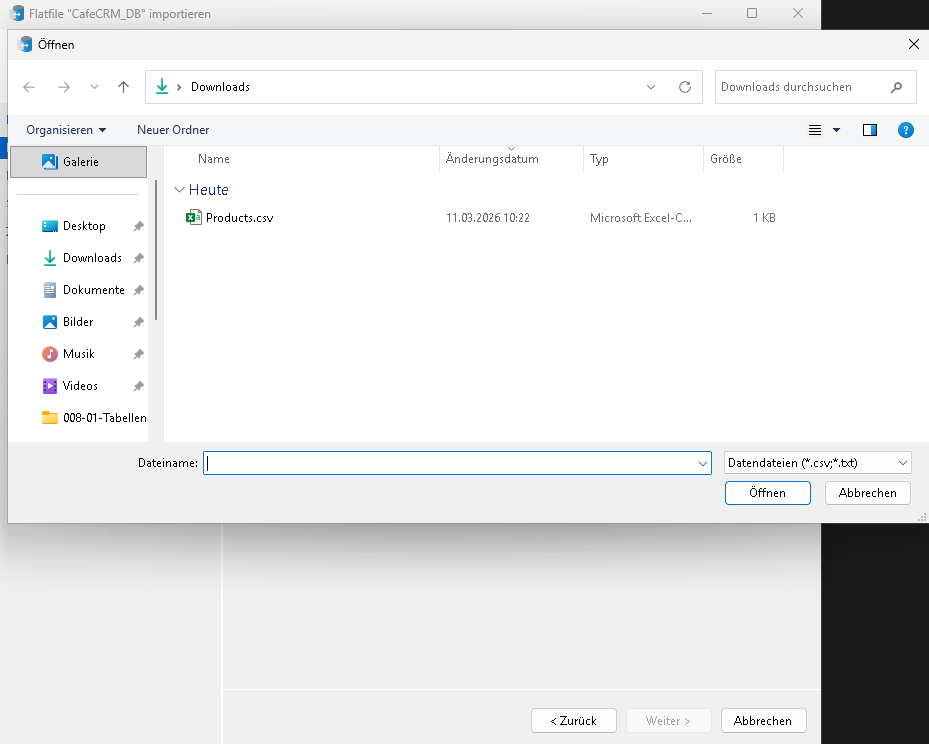 Flatfile "CafeCRM_DB" importieren
Öffnen
Downloads
Downloads durchsuchen
Organisieren
Neuer Ordner
Galerie
Desktop
Downloads
Dokumente
Bilder
Musik
Videos
008-01-Tabellen
Name
Änderungsdatum
Typ
Größe
Heute
Products.csv
11.03.2026 10:22
Microsoft Excel-C...
1 KB
Dateiname:
Datendateien (*.csv;*.txt)
Öffnen
Abbrechen
< Zurück
Weiter >
Abbrechen